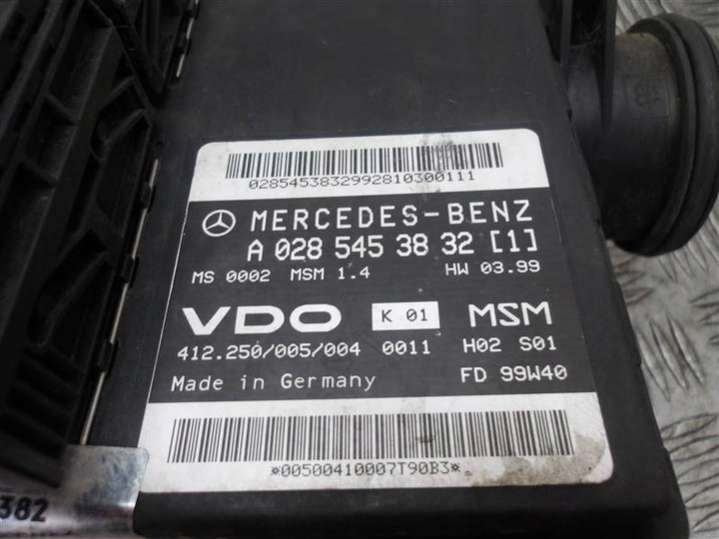 0285453832992810300111
MERCEDES-BENZ
A 028 545 38 32 [1]
MS 0002 MSM 1.4 HW 03.99
VDO K 01 MSM
412.250/005/004 0011 H02 S01
Made in Germany FD 99W40
*00500410007T90B3*
382